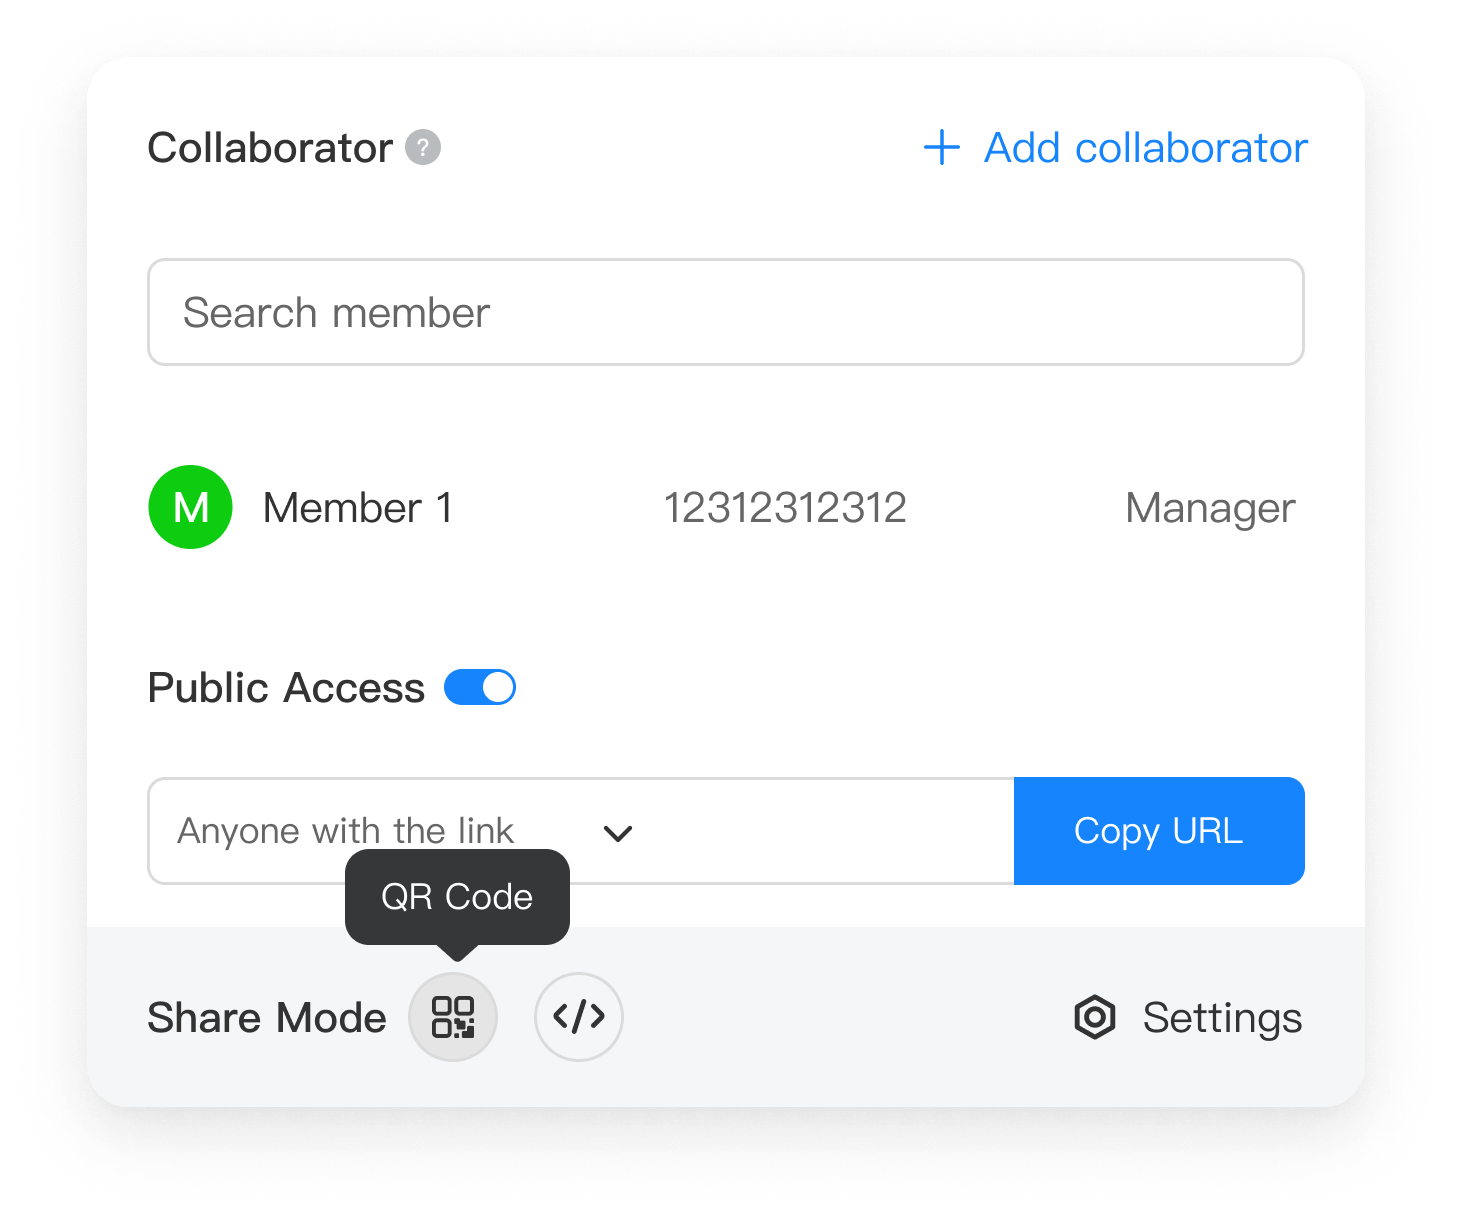 Collaborator ? + Add collaborator
Search member
M Member 1 12312312312 Manager
Public Access
Anyone with the link Copy URL
QR Code
Share Mode </> Settings